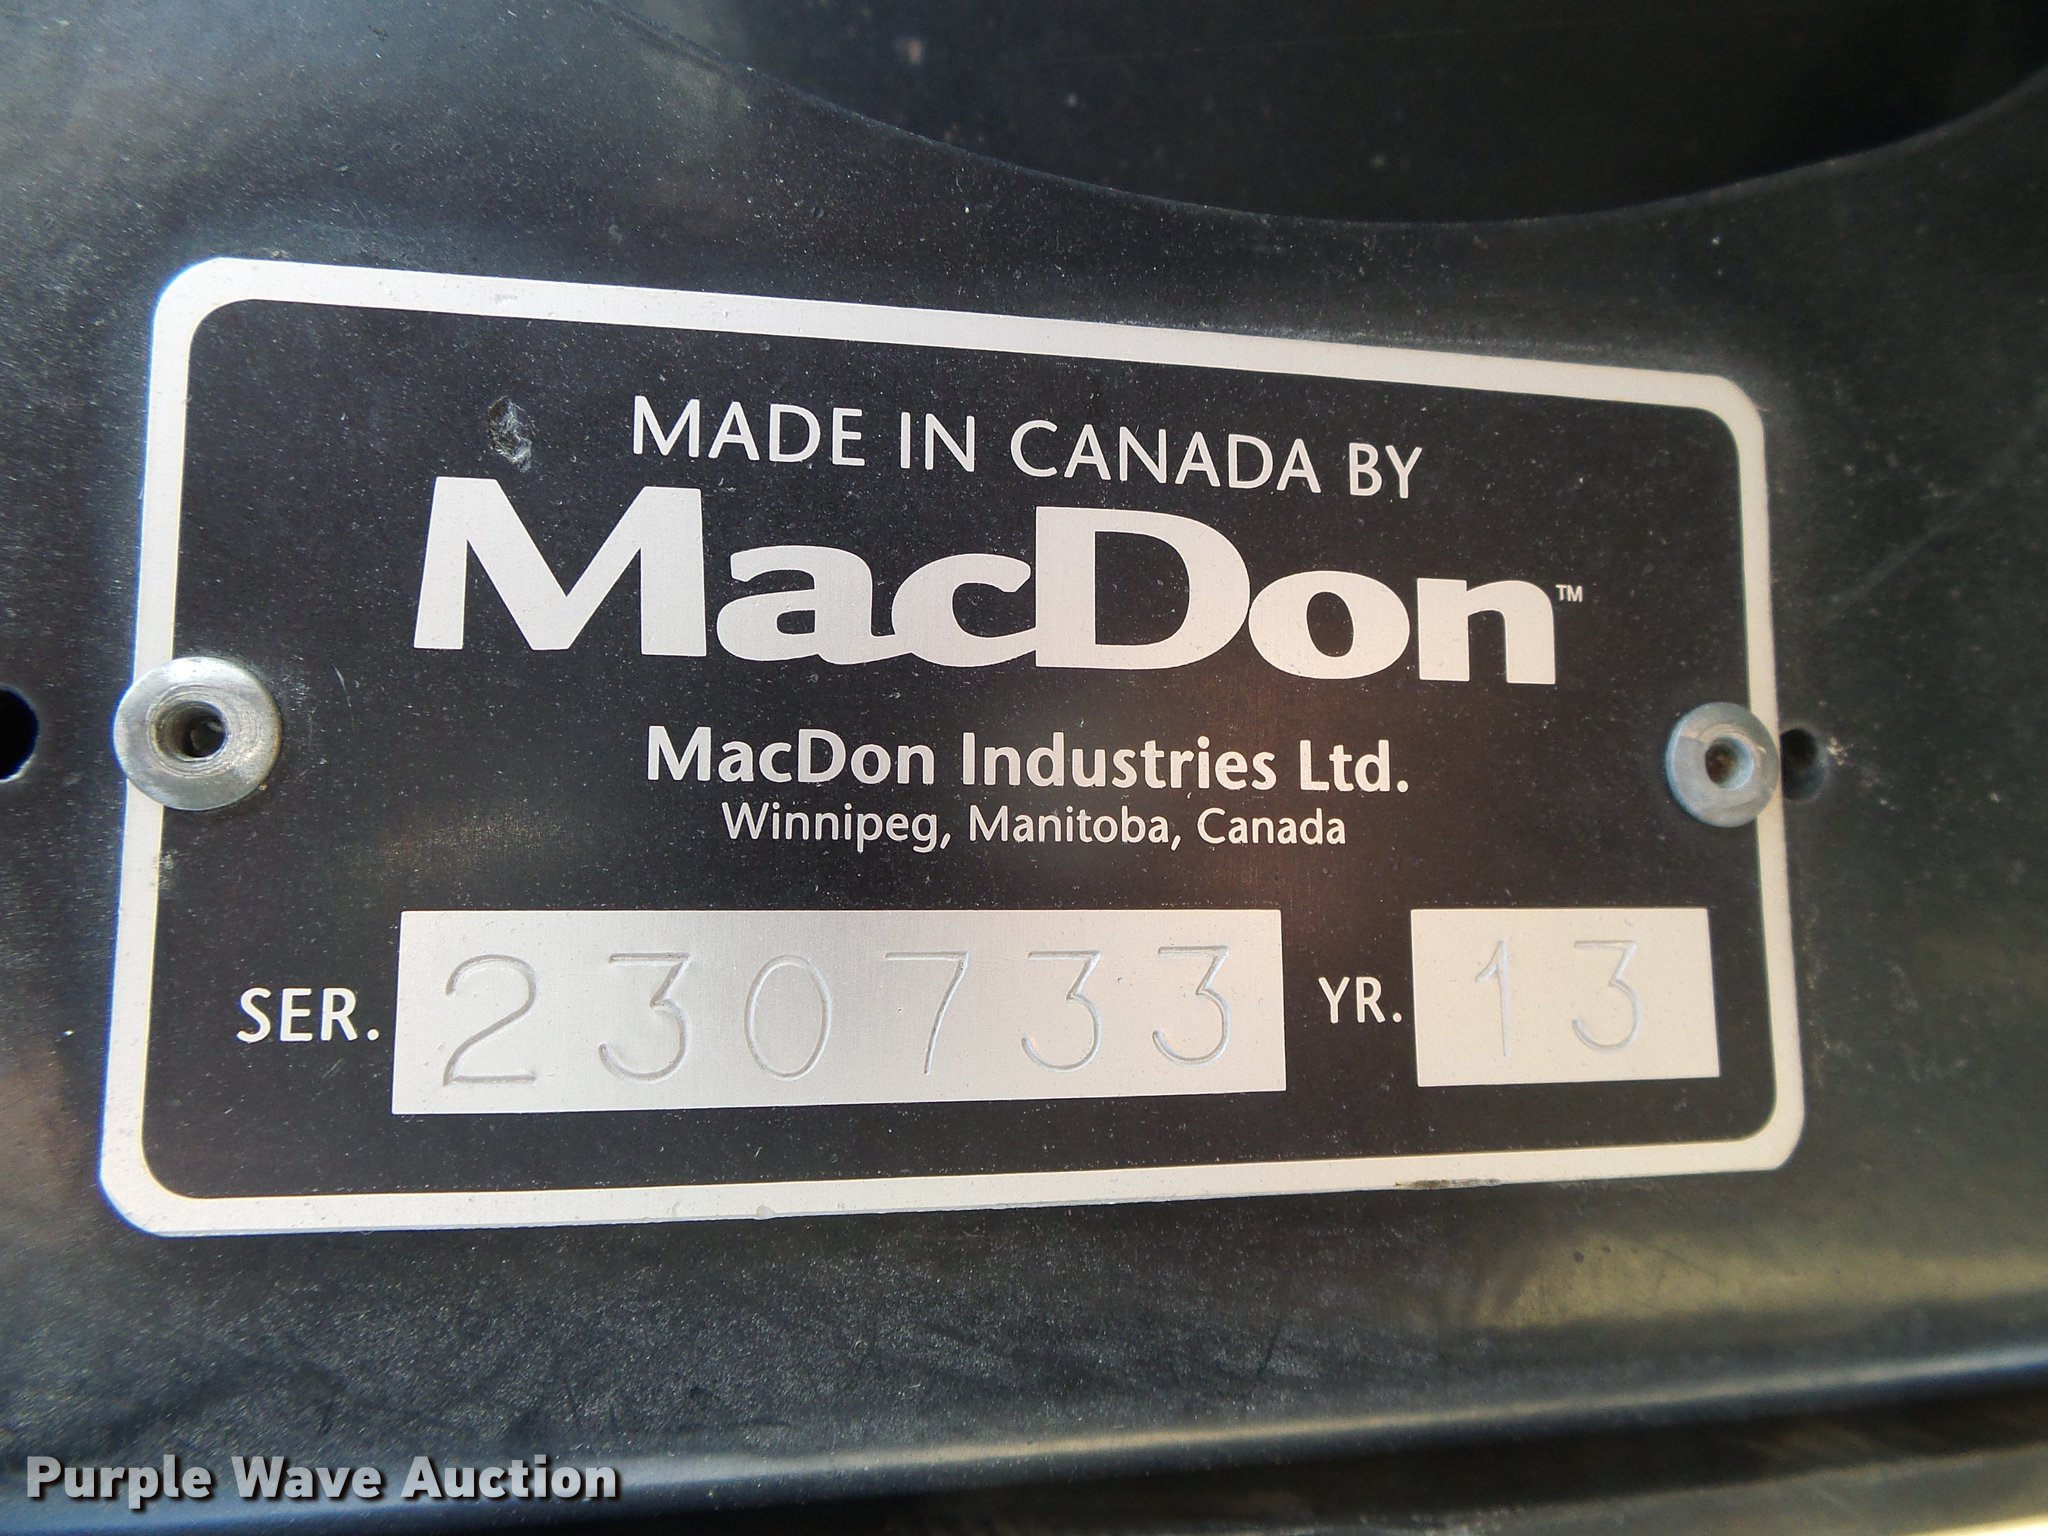 MADE IN CANADA BY
MacDon™
MacDon Industries Ltd.
Winnipeg, Manitoba, Canada
SER. 230733 YR. 13
Purple Wave Auction